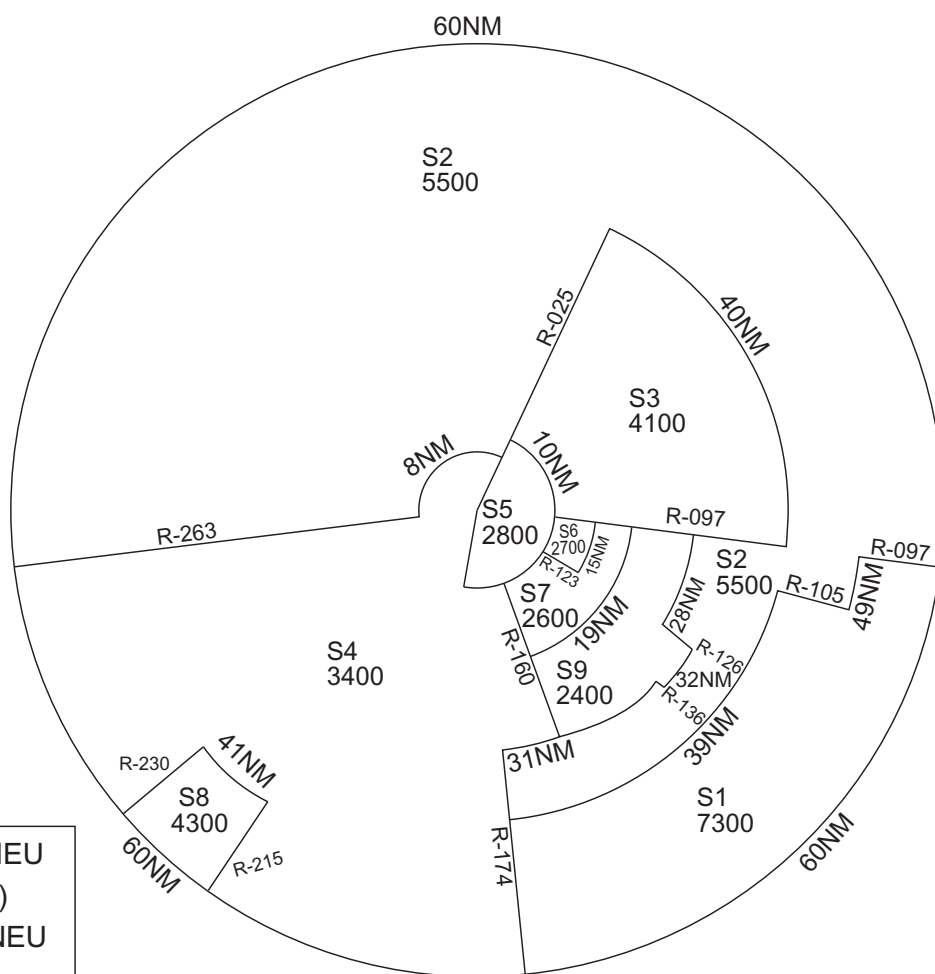 60NM
S2
5500
R-025
40NM
S3
4100
8NM
10NM
S5
2800
R-263
R-097
S6
2700
15NM
R-123
S2
5500
R-097
R-105
49NM
S7
2600
28NM
19NM
R-160
S4
3400
S9
2400
R-126
32NM
R-136
39NM
31NM
41NM
R-230
S8
4300
S1
7300
60NM
R-215
R-174
60NM
NEU
)
NEU